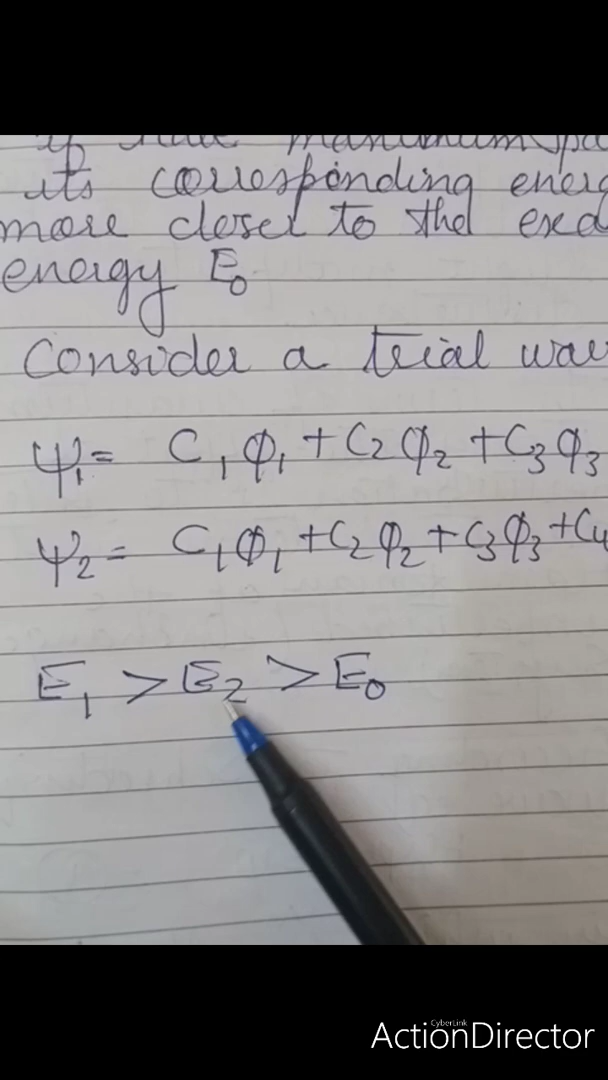 its corresponding energ
more closer to the exa
energy E₀
Consider a trial wav
ψ₁ = C₁φ₁ + C₂φ₂ + C₃φ₃
ψ₂ = C₁φ₁ + C₂φ₂ + C₃φ₃ + C₄
E₁ > E₂ > E₀
CyberLink
ActionDirector